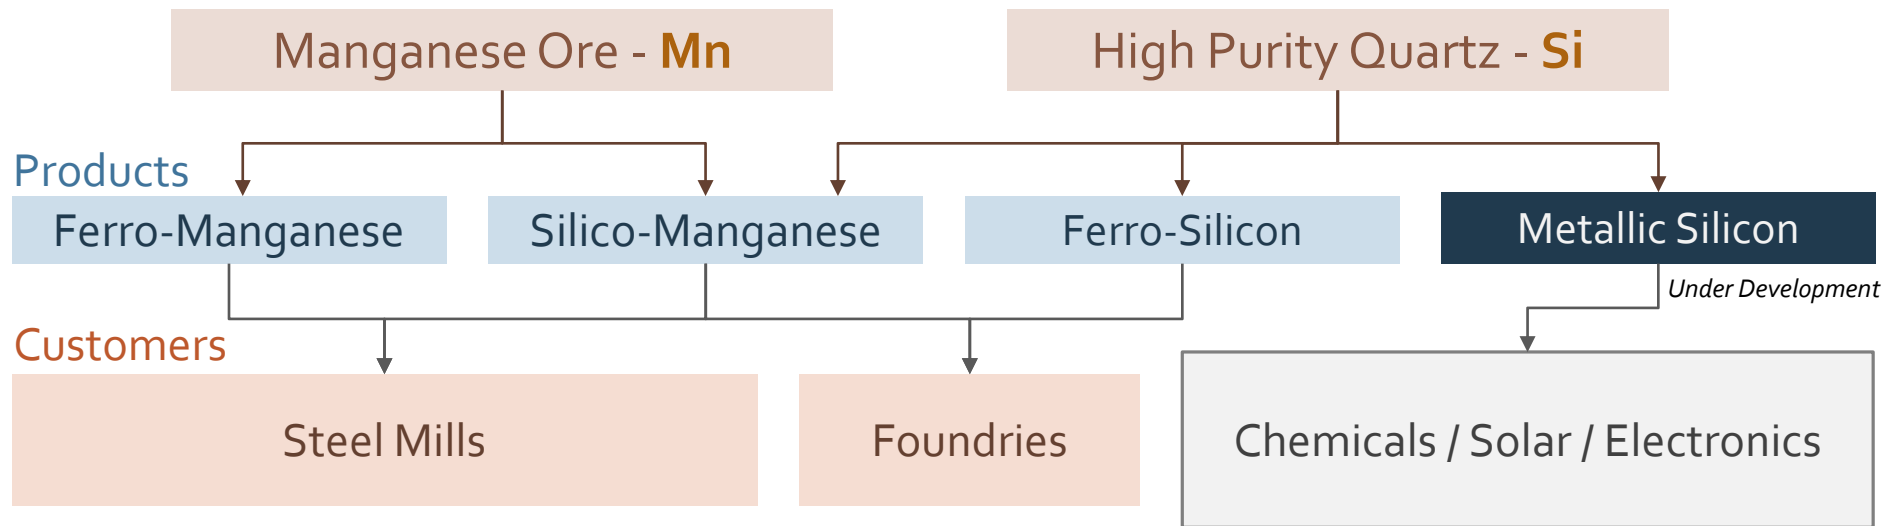 Manganese Ore - Mn
High Purity Quartz - Si
Products
Ferro-Manganese
Silico-Manganese
Ferro-Silicon
Metallic Silicon
Under Development
Customers
Steel Mills
Foundries
Chemicals / Solar / Electronics